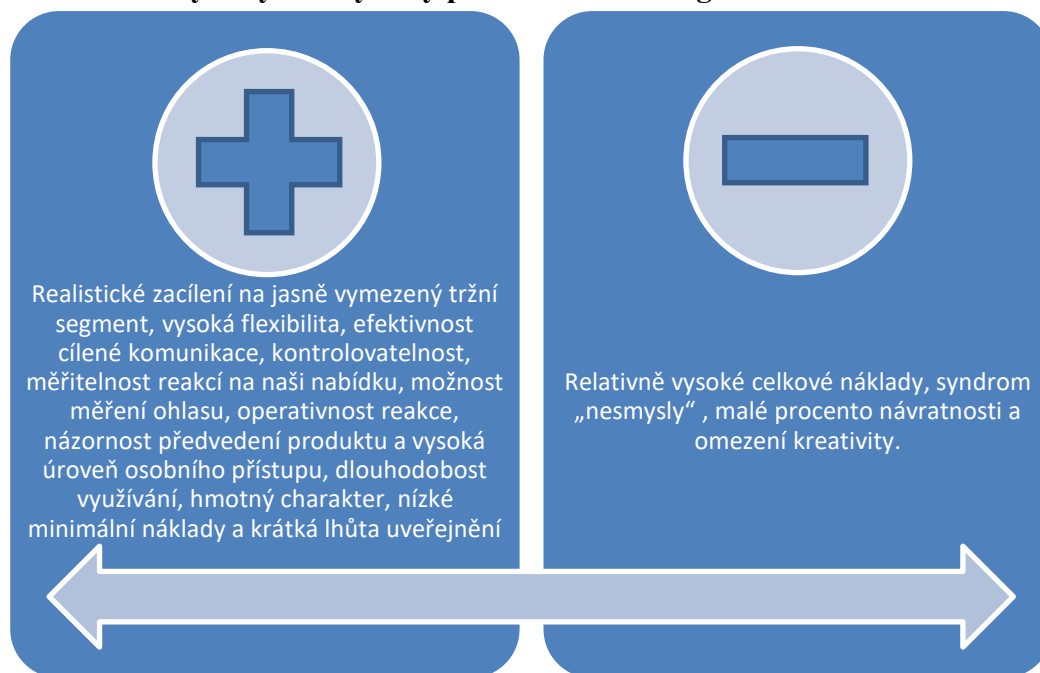 Realistické zacílení na jasně vymezený tržní
segment, vysoká flexibilita, efektivnost
cílené komunikace, kontrolovatelnost,
měřitelnost reakcí na naši nabídku, možnost
měření ohlasu, operativnost reakce,
názornost předvedení produktu a vysoká
úroveň osobního přístupu, dlouhodobost
využívání, hmotný charakter, nízké
minimální náklady a krátká lhůta uveřejnění
Relativně vysoké celkové náklady, syndrom
„nesmysly“ , malé procento návratnosti a
omezení kreativity.